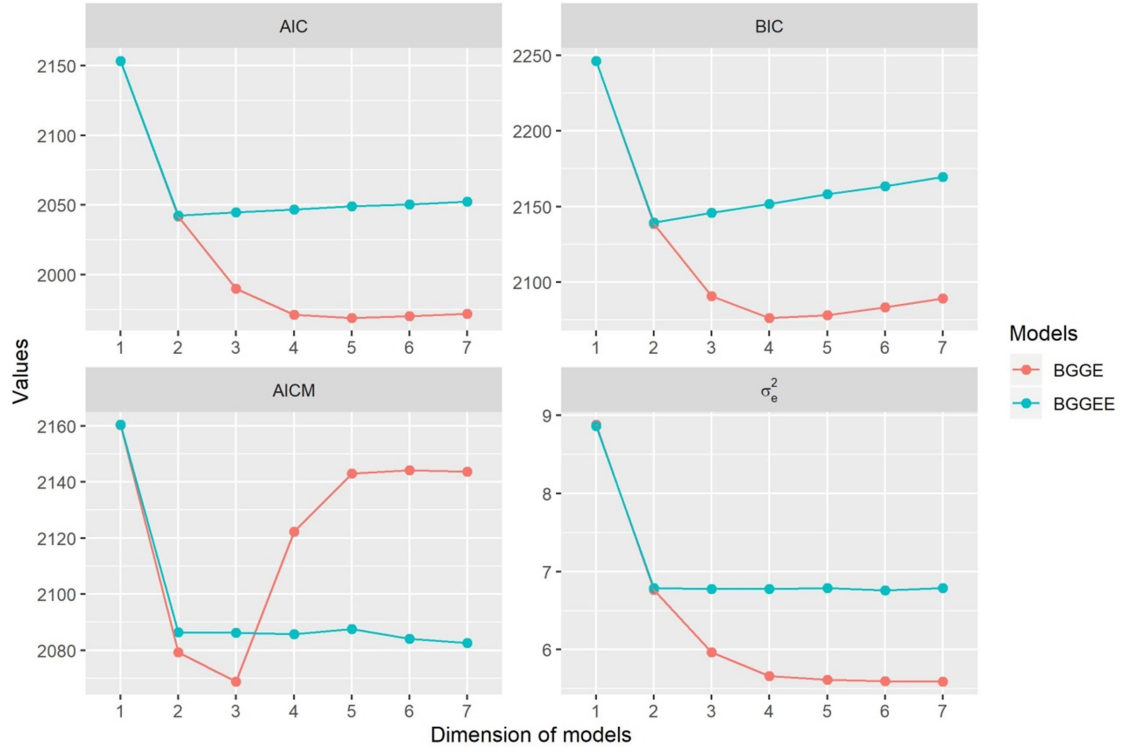 AIC
BIC
2150
2100
2050
2000
2250
2200
2150
2100
1 2 3 4 5 6 7
1 2 3 4 5 6 7
AICM
σ²ₑ
2160
2140
2120
2100
2080
9
8
7
6
1 2 3 4 5 6 7
1 2 3 4 5 6 7
Values
Dimension of models
Models
BGGE
BGGEE